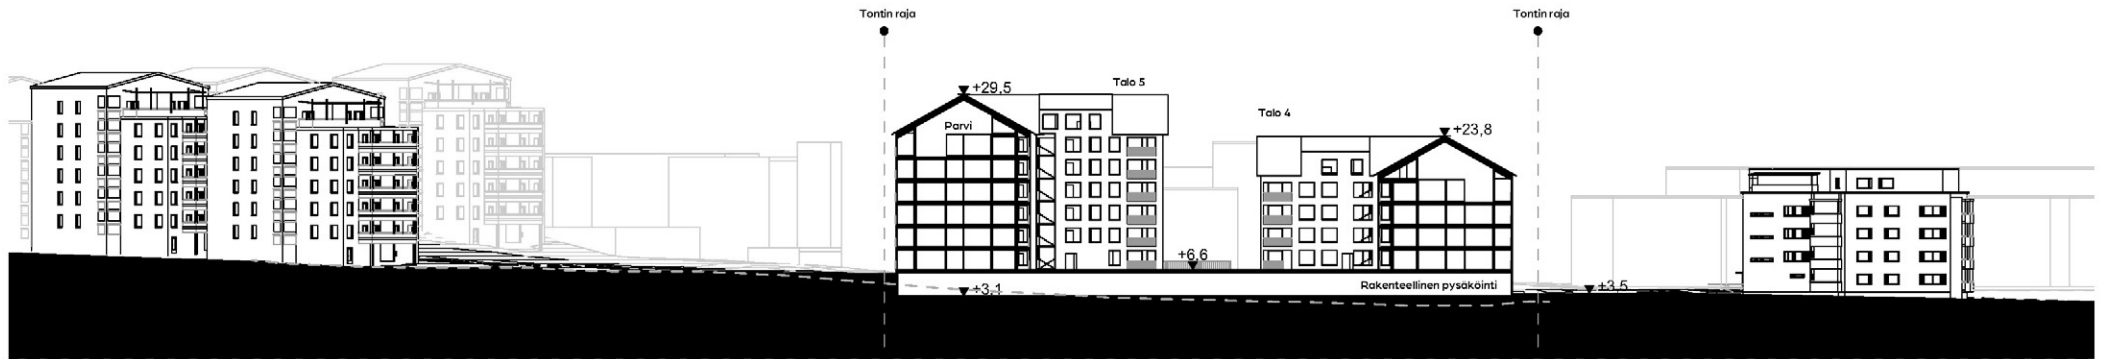 Tontin raja
Tontin raja
Talo 5
+29,5
Talo 4
Parvi
+23,8
+6,6
+3,1
Rakenteellinen pysäköinti
+3,5